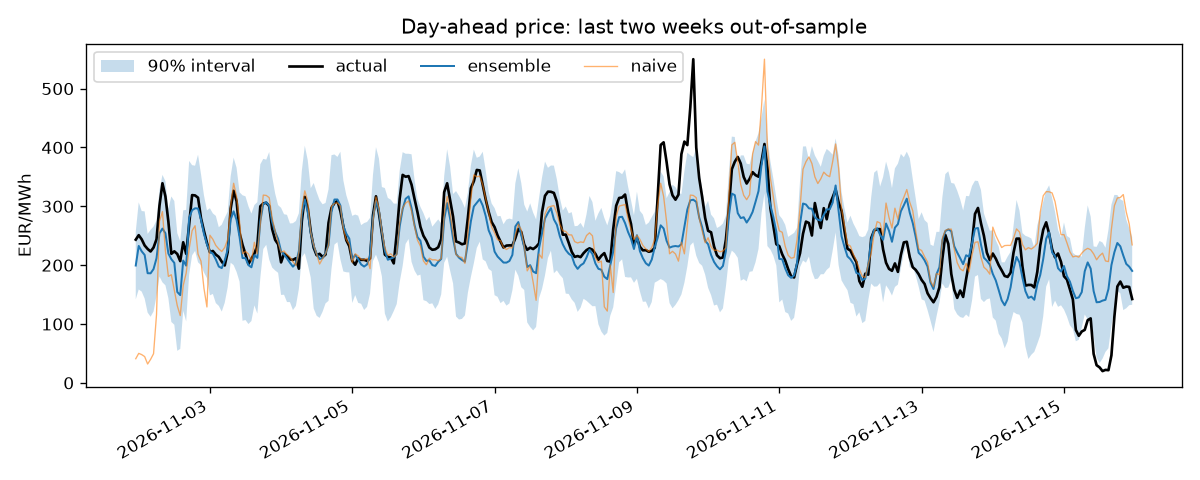 Day-ahead price: last two weeks out-of-sample
90% interval actual ensemble naive
EUR/MWh
500
400
300
200
100
0
2026-11-03 2026-11-05 2026-11-07 2026-11-09 2026-11-11 2026-11-13 2026-11-15